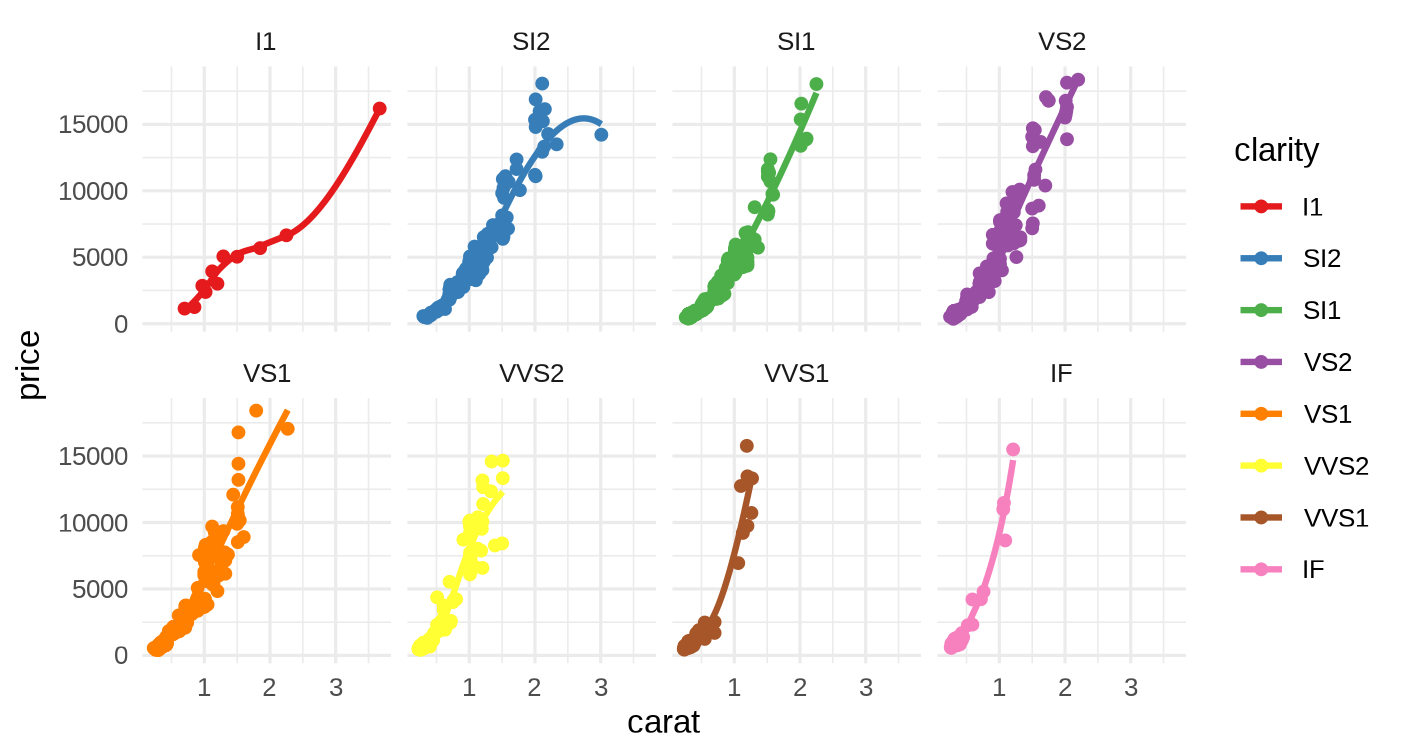 I1 SI2 SI1 VS2
15000
10000
5000
0
VS1 VVS2 VVS1 IF
15000
10000
5000
0
1 2 3 1 2 3 1 2 3 1 2 3
carat
price
clarity
I1
SI2
SI1
VS2
VS1
VVS2
VVS1
IF